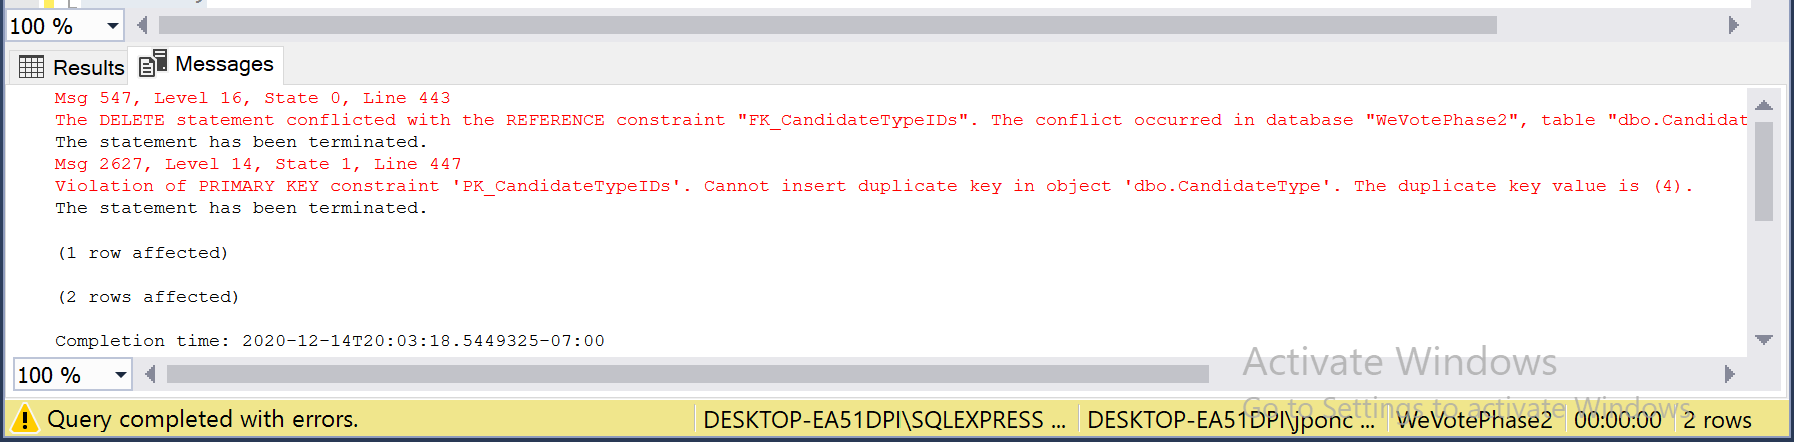 100 %
Results
Messages
Msg 547, Level 16, State 0, Line 443
The DELETE statement conflicted with the REFERENCE constraint "FK_CandidateTypeIDs". The conflict occurred in database "WeVotePhase2", table "dbo.Candidat
The statement has been terminated.
Msg 2627, Level 14, State 1, Line 447
Violation of PRIMARY KEY constraint 'PK_CandidateTypeIDs'. Cannot insert duplicate key in object 'dbo.CandidateType'. The duplicate key value is (4).
The statement has been terminated.
(1 row affected)
(2 rows affected)
Completion time: 2020-12-14T20:03:18.5449325-07:00
100 %
Activate Windows
Go to Settings to activate Windows.
Query completed with errors.
DESKTOP-EA51DPI\SQLEXPRESS ...
DESKTOP-EA51DPI\jponc ...
WeVotePhase2
00:00:00
2 rows